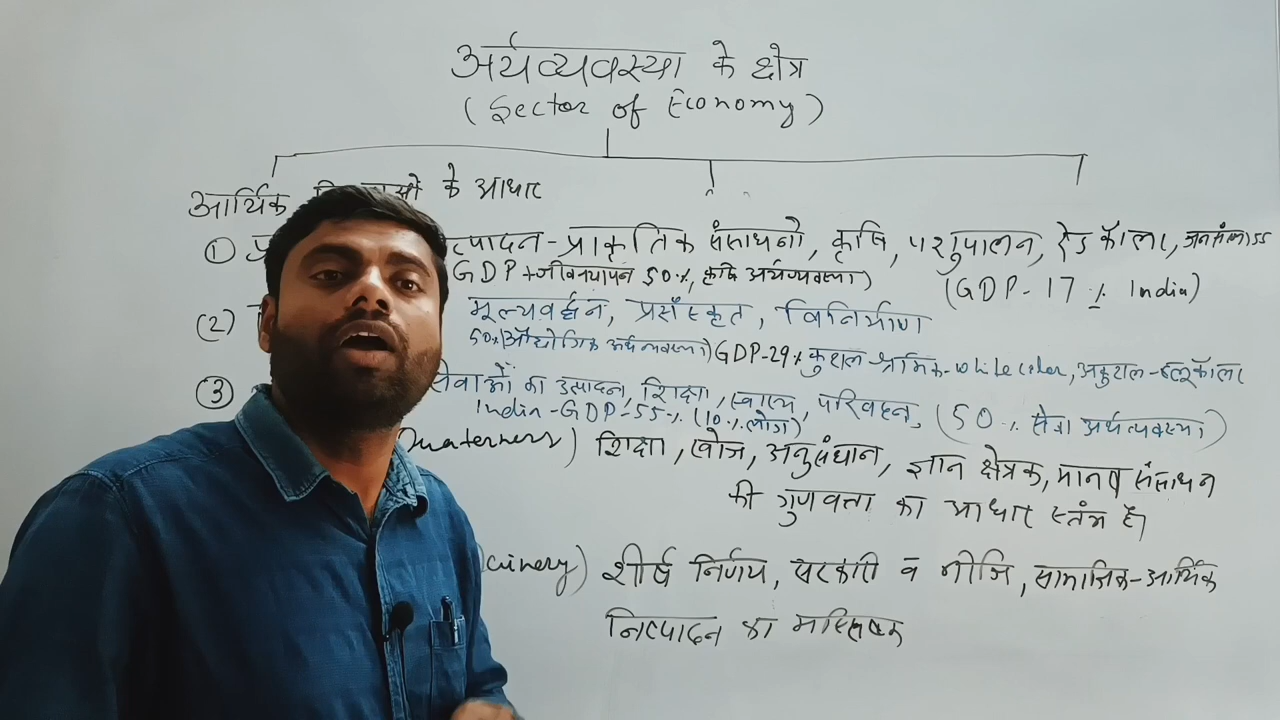 अर्थव्यवस्था के क्षेत्र
(Sector of Economy)
आर्थिक के आधार
① उत्पादन - प्राकृतिक संसाधनों, कृषि, पशुपालन, रेड कॉलर,
GDP + जीवनयापन 50%, कृषि अर्थव्यवस्था) (GDP - 17% India)
(2) मूल्यवर्द्धन, प्रसंस्कृत, विनिर्माण
50% (औद्योगिक अर्थव्यवस्था) GDP-29% कुशल श्रमिक - white coler, अकुशल - ब्लू कॉलर
③ सेवाओं का उत्पादन, शिक्षा, स्वास्थ्य, परिवहन, (50% सेवा अर्थव्यवस्था)
India - GDP - 55% (10% लोग)
शिक्षा, खोज, अनुसंधान, ज्ञान क्षेत्रक, मानव संसाधन
की गुणवत्ता का आधार स्तंभ है।
शीर्ष निर्णय, सरकारी व नीजि, सामाजिक-आर्थिक
निष्पादन का मस्तिष्क